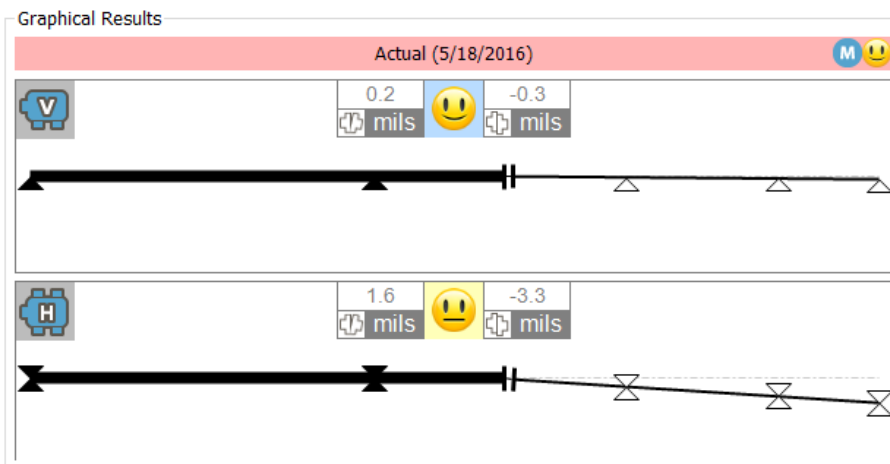 Graphical Results
Actual (5/18/2016)
M
V
0.2
-0.3
mils
mils
H
1.6
-3.3
mils
mils